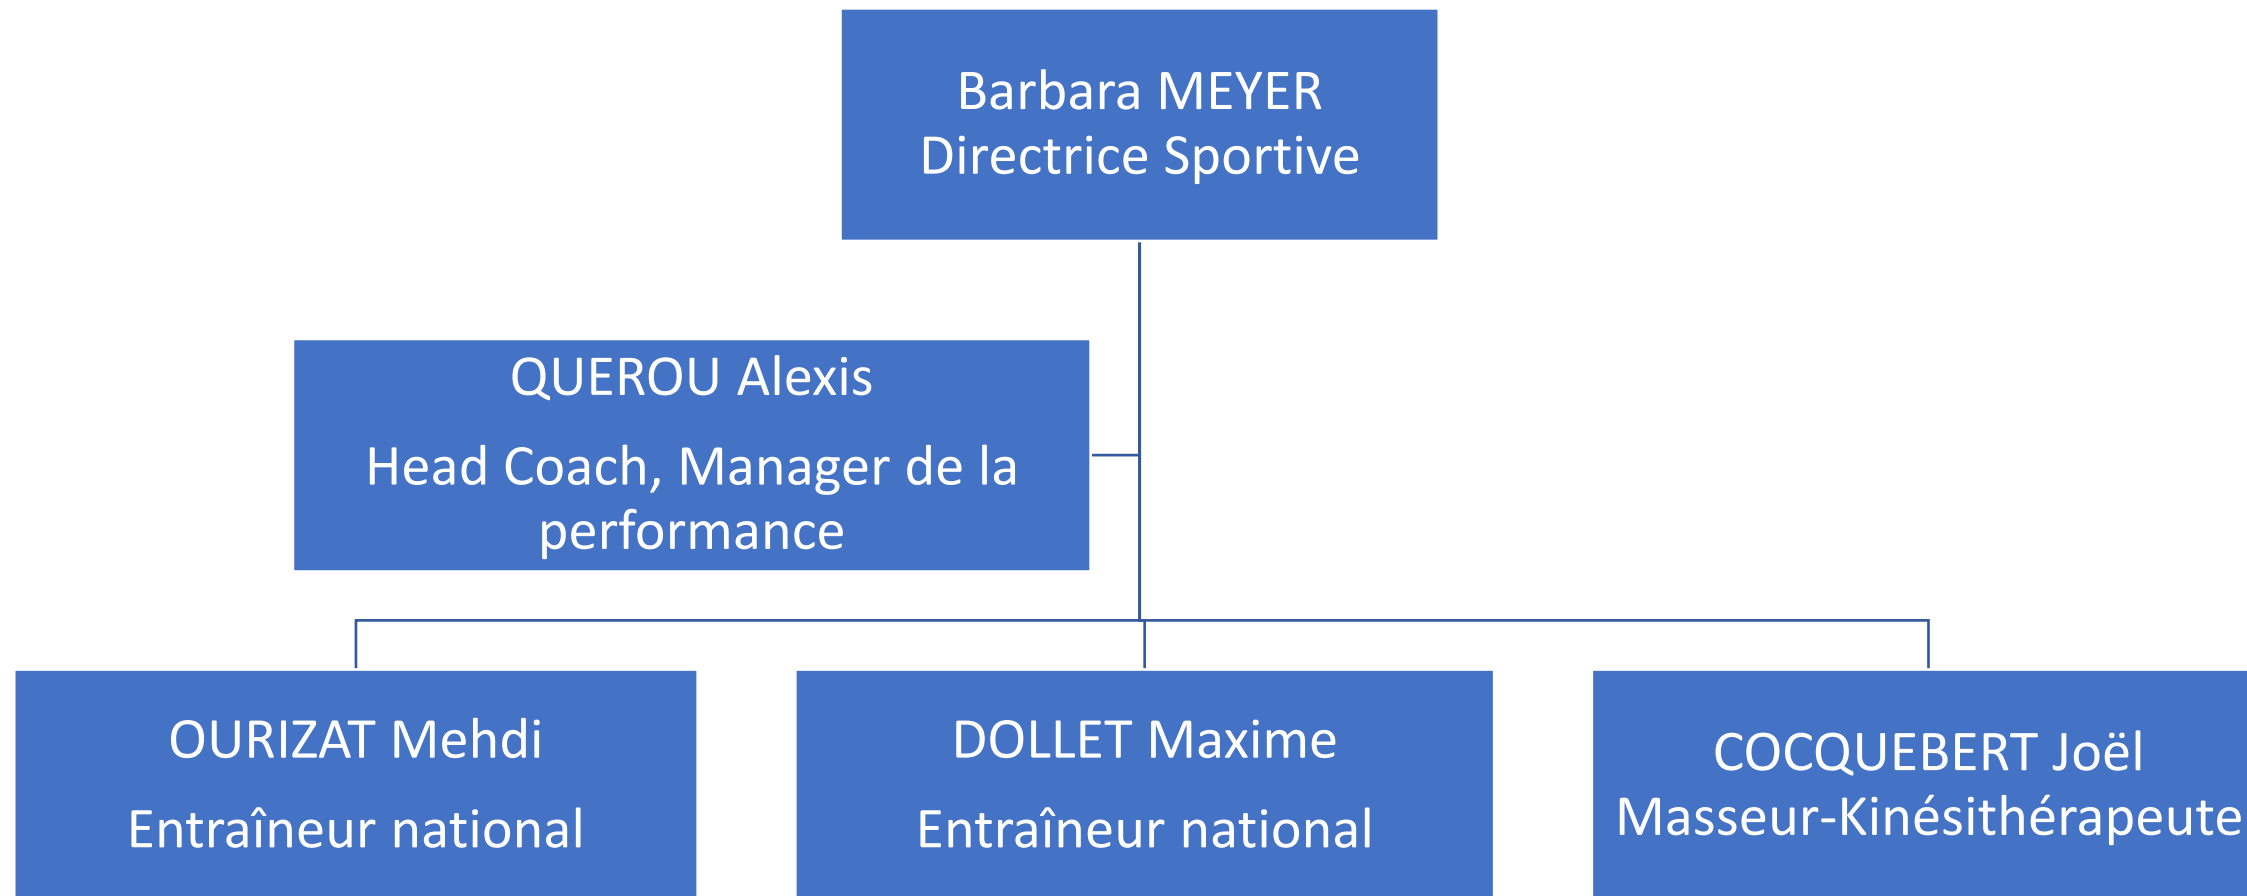 Barbara MEYER
Directrice Sportive
QUEROU Alexis
Head Coach, Manager de la
performance
OURIZAT Mehdi
Entraîneur national
DOLLET Maxime
Entraîneur national
COCQUEBERT Joël
Masseur-Kinésithérapeute